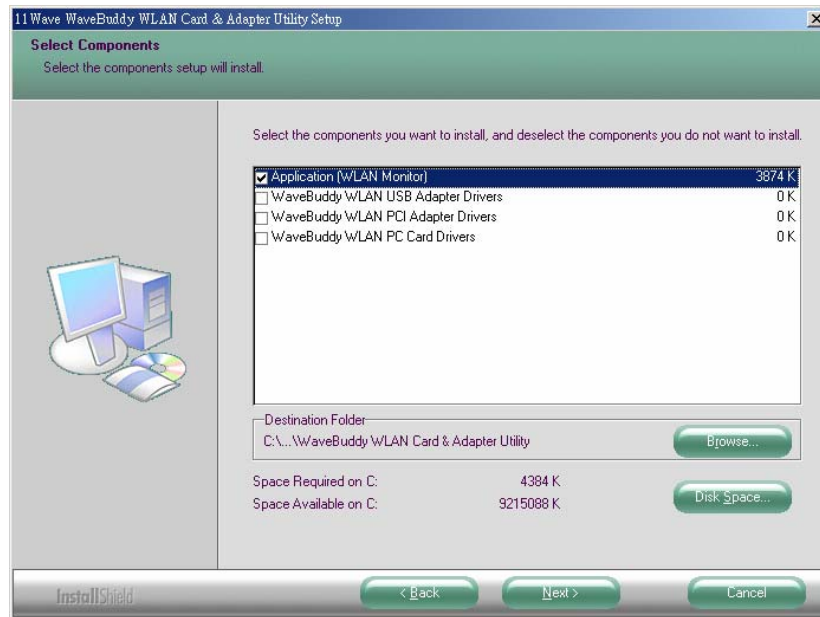 11Wave WaveBuddy WLAN Card & Adapter Utility Setup
Select Components
Select the components setup will install.
Select the components you want to install, and deselect the components you do not want to install.
Application (WLAN Monitor) 3874 K
WaveBuddy WLAN USB Adapter Drivers 0 K
WaveBuddy WLAN PCI Adapter Drivers 0 K
WaveBuddy WLAN PC Card Drivers 0 K
Destination Folder
C:\...\WaveBuddy WLAN Card & Adapter Utility
Browse...
Space Required on C: 4384 K
Space Available on C: 9215088 K
Disk Space...
InstallShield
< Back
Next >
Cancel